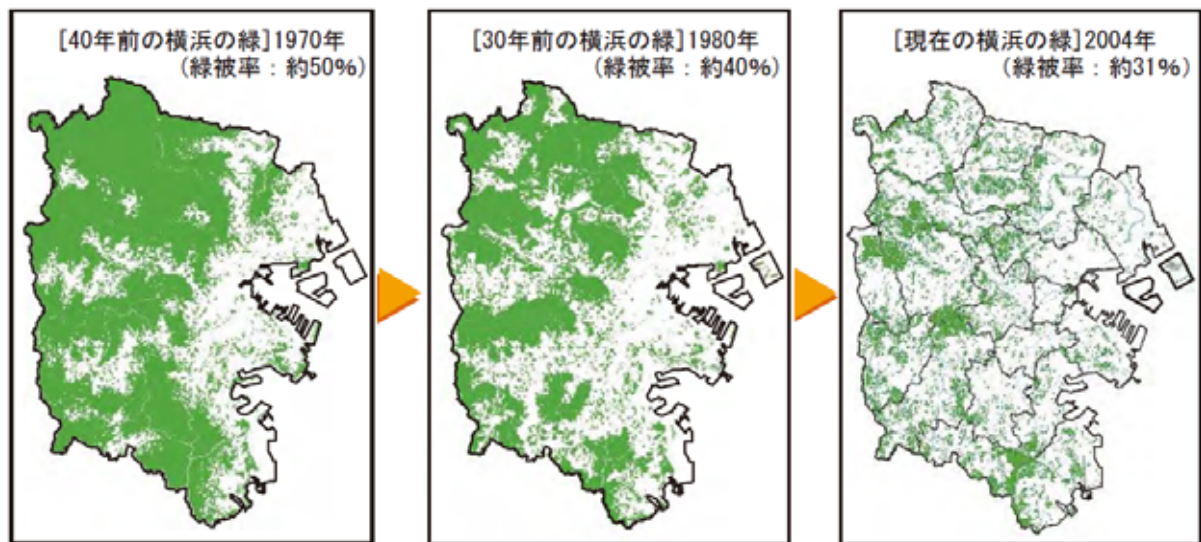 [40年前の横浜の緑]1970年
(緑被率：約50%)
[30年前の横浜の緑]1980年
(緑被率：約40%)
[現在の横浜の緑]2004年
(緑被率：約31%)